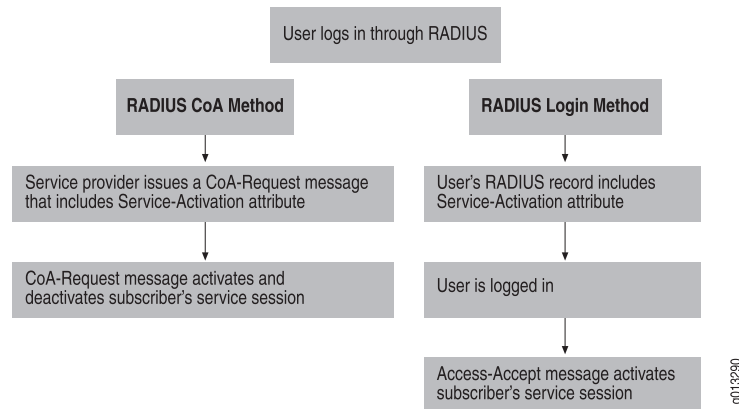 User logs in through RADIUS
RADIUS CoA Method
RADIUS Login Method
Service provider issues a CoA-Request message
that includes Service-Activation attribute
User's RADIUS record includes
Service-Activation attribute
CoA-Request message activates and
deactivates subscriber's service session
User is logged in
Access-Accept message activates
subscriber's service session
g013290